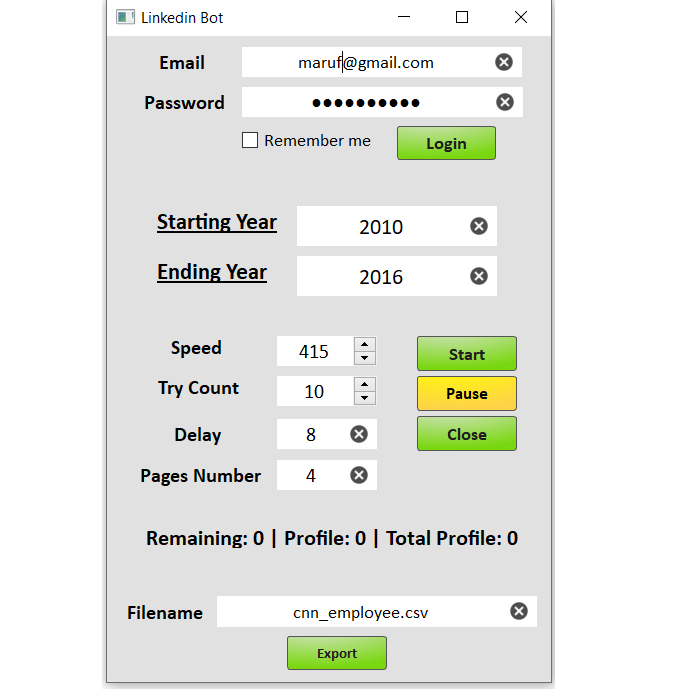 Linkedin Bot
Email maruf@gmail.com
Password ●●●●●●●●●●
Remember me Login
Starting Year 2010
Ending Year 2016
Speed 415 Start
Try Count 10 Pause
Delay 8 Close
Pages Number 4
Remaining: 0 | Profile: 0 | Total Profile: 0
Filename cnn_employee.csv
Export